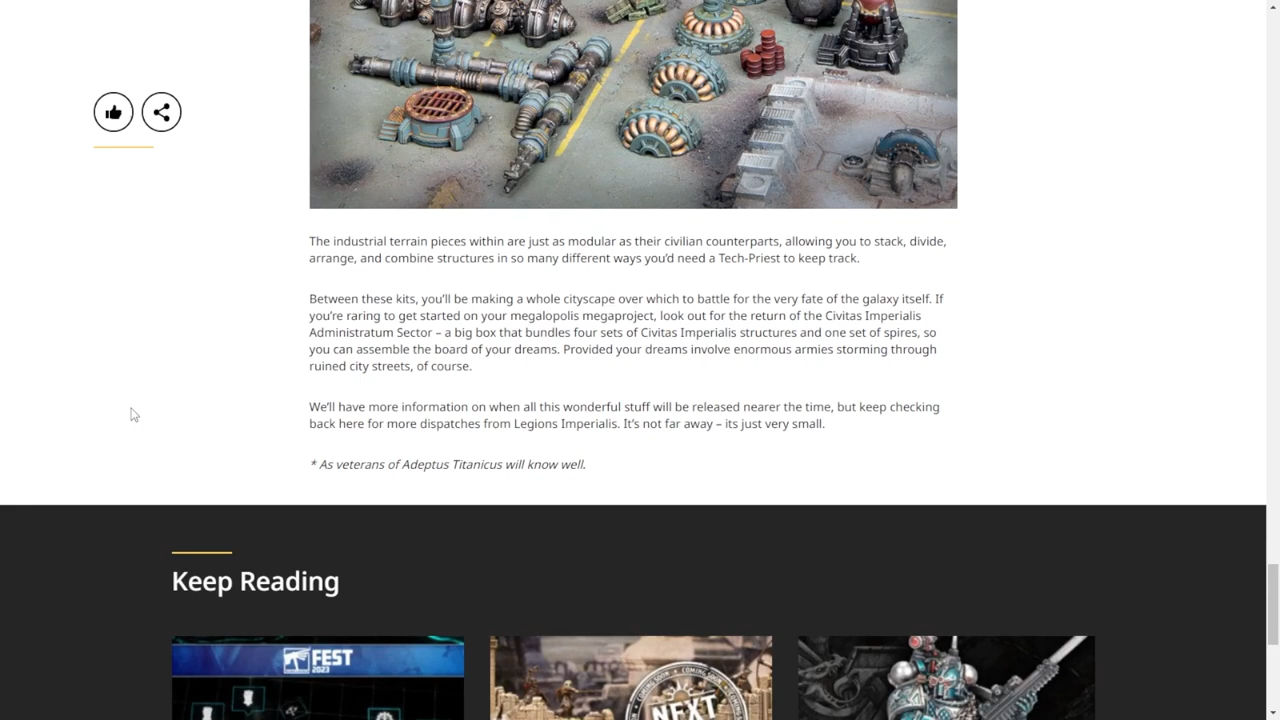 The industrial terrain pieces within are just as modular as their civilian counterparts, allowing you to stack, divide,
arrange, and combine structures in so many different ways you’d need a Tech-Priest to keep track.
Between these kits, you’ll be making a whole cityscape over which to battle for the very fate of the galaxy itself. If
you’re raring to get started on your megalopolis megaproject, look out for the return of the Civitas Imperialis
Administratum Sector – a big box that bundles four sets of Civitas Imperialis structures and one set of spires, so
you can assemble the board of your dreams. Provided your dreams involve enormous armies storming through
ruined city streets, of course.
We’ll have more information on when all this wonderful stuff will be released nearer the time, but keep checking
back here for more dispatches from Legions Imperialis. It’s not far away – its just very small.
* As veterans of Adeptus Titanicus will know well.
Keep Reading
FEST
2023
COMING SOON
NEXT